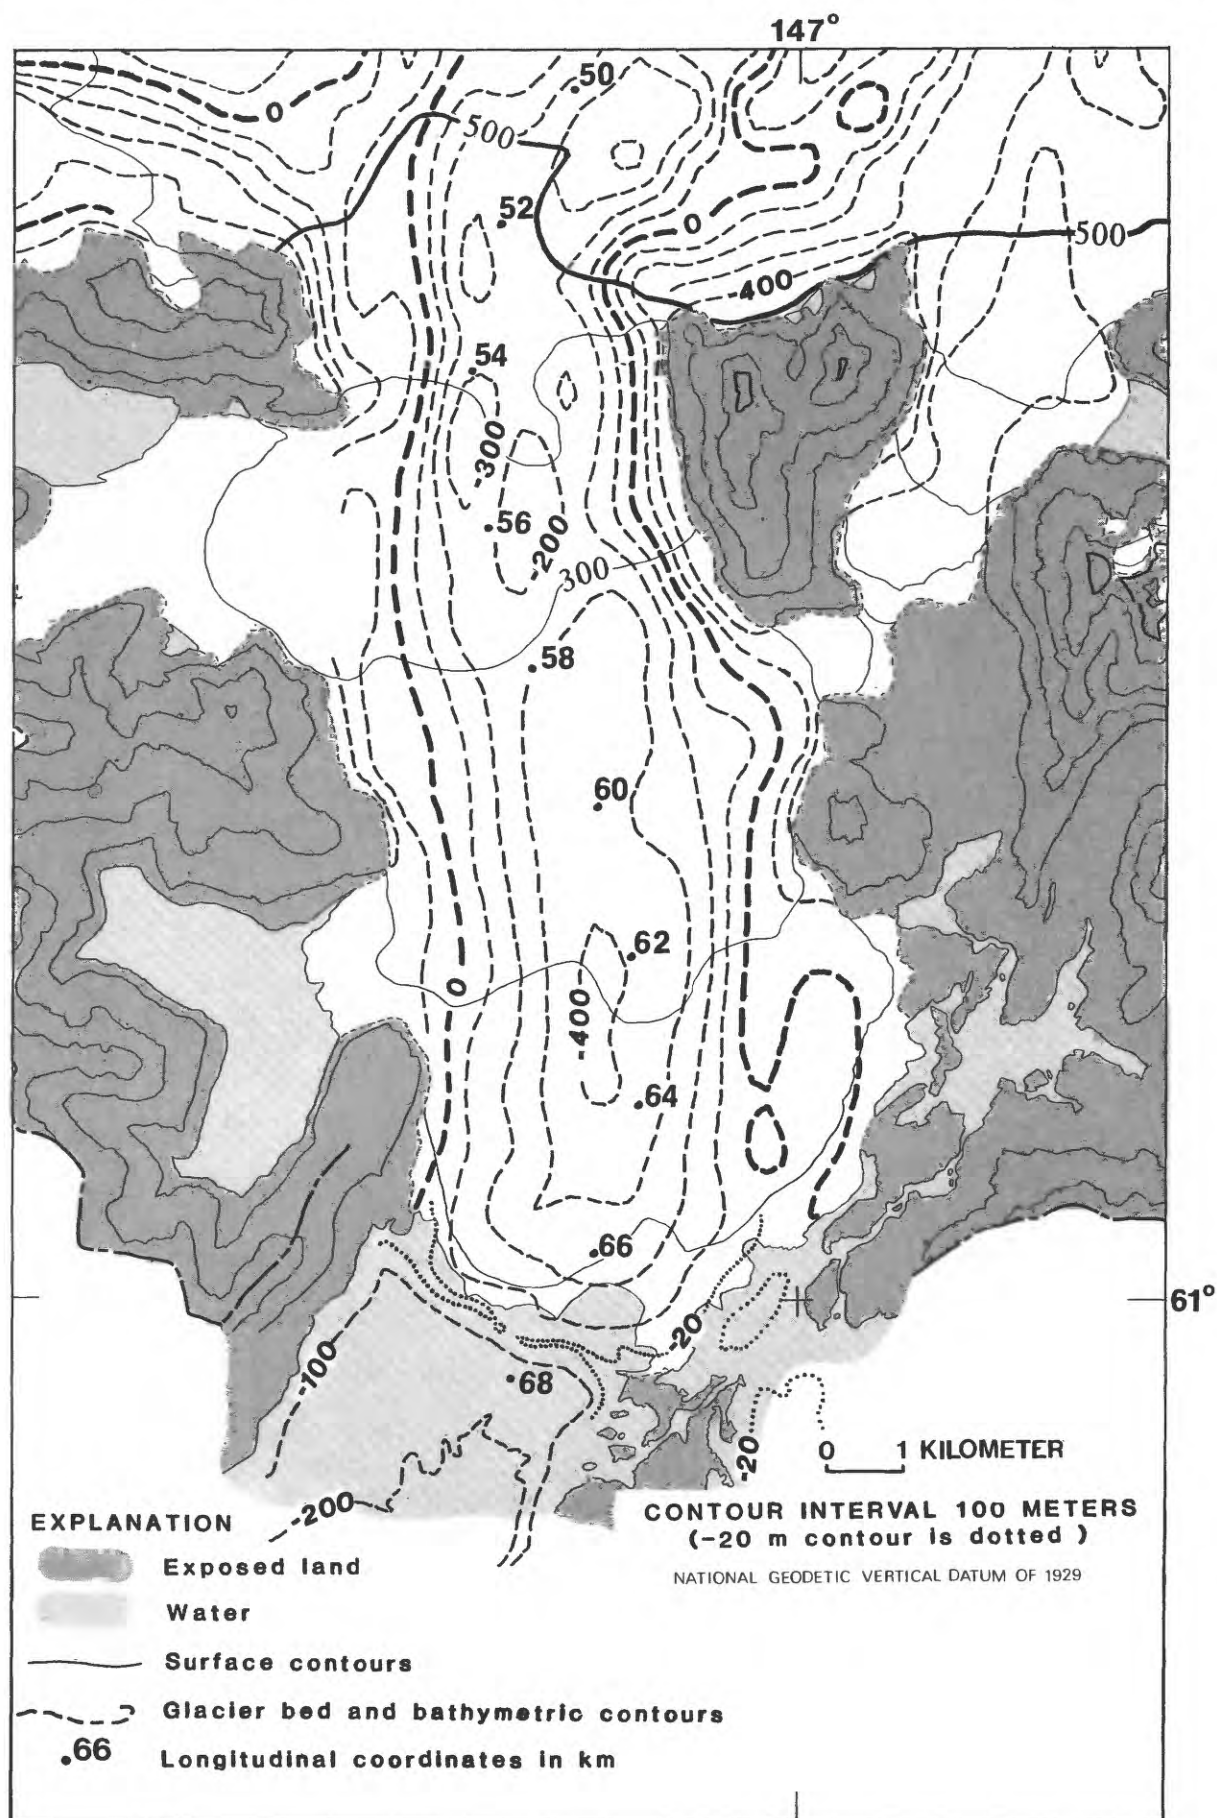 147°
.50
0
500
.52
0
500
-400
.54
-300
.56
-200
300
.58
.60
.62
0
-400
.64
.66
61°
-20
-100
.68
-20
0 1 KILOMETER
-200
CONTOUR INTERVAL 100 METERS
(-20 m contour is dotted )
NATIONAL GEODETIC VERTICAL DATUM OF 1929
EXPLANATION
Exposed land
Water
Surface contours
Glacier bed and bathymetric contours
.66 Longitudinal coordinates in km